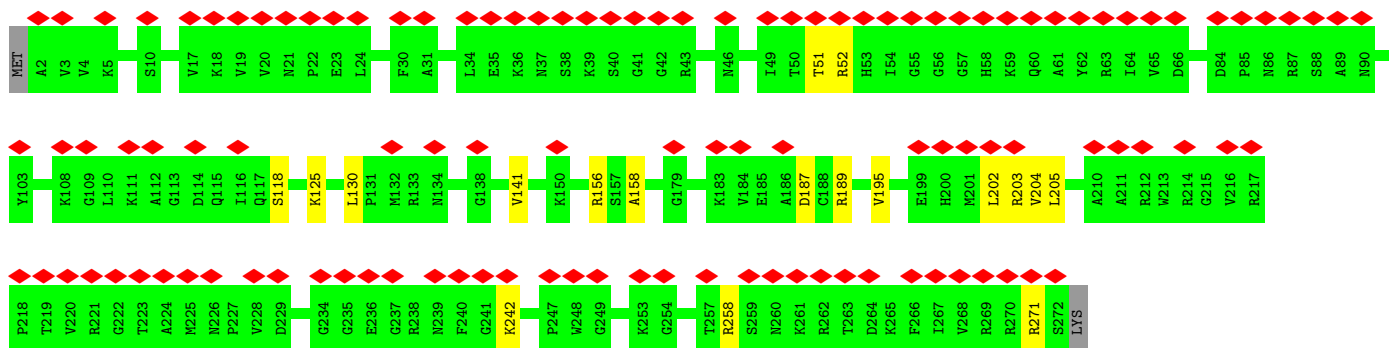 MET A2 V3 V4 K5 S10 V17 K18 V19 V20 N21 P22 E23 L24 F30 A31 L34 E35 K36 N37 S38 K39 S40 G41 G42 R43 N46 I49 T50 T51 R52 H53 I54 G55 G56 G57 H58 K59 Q60 A61 Y62 R63 I64 V65 D66 D84 P85 N86 R87 S88 A89 N90
Y103 K108 G109 L110 K111 A112 G113 D114 Q115 I116 Q117 S118 K125 L130 P131 M132 R133 N134 G138 V141 K150 R156 S157 A158 G179 K183 V184 E185 A186 D187 C188 R189 V195 E199 H200 M201 L202 R203 V204 L205 A210 A211 R212 W213 R214 G215 V216 R217
P218 T219 V220 R221 G222 T223 A224 M225 N226 P227 V228 D229 G234 G235 E236 G237 R238 N239 F240 G241 K242 P247 W248 G249 K253 G254 T257 R258 S259 N260 K261 R262 T263 D264 K265 F266 I267 V268 R269 R270 R271 S272 LYS